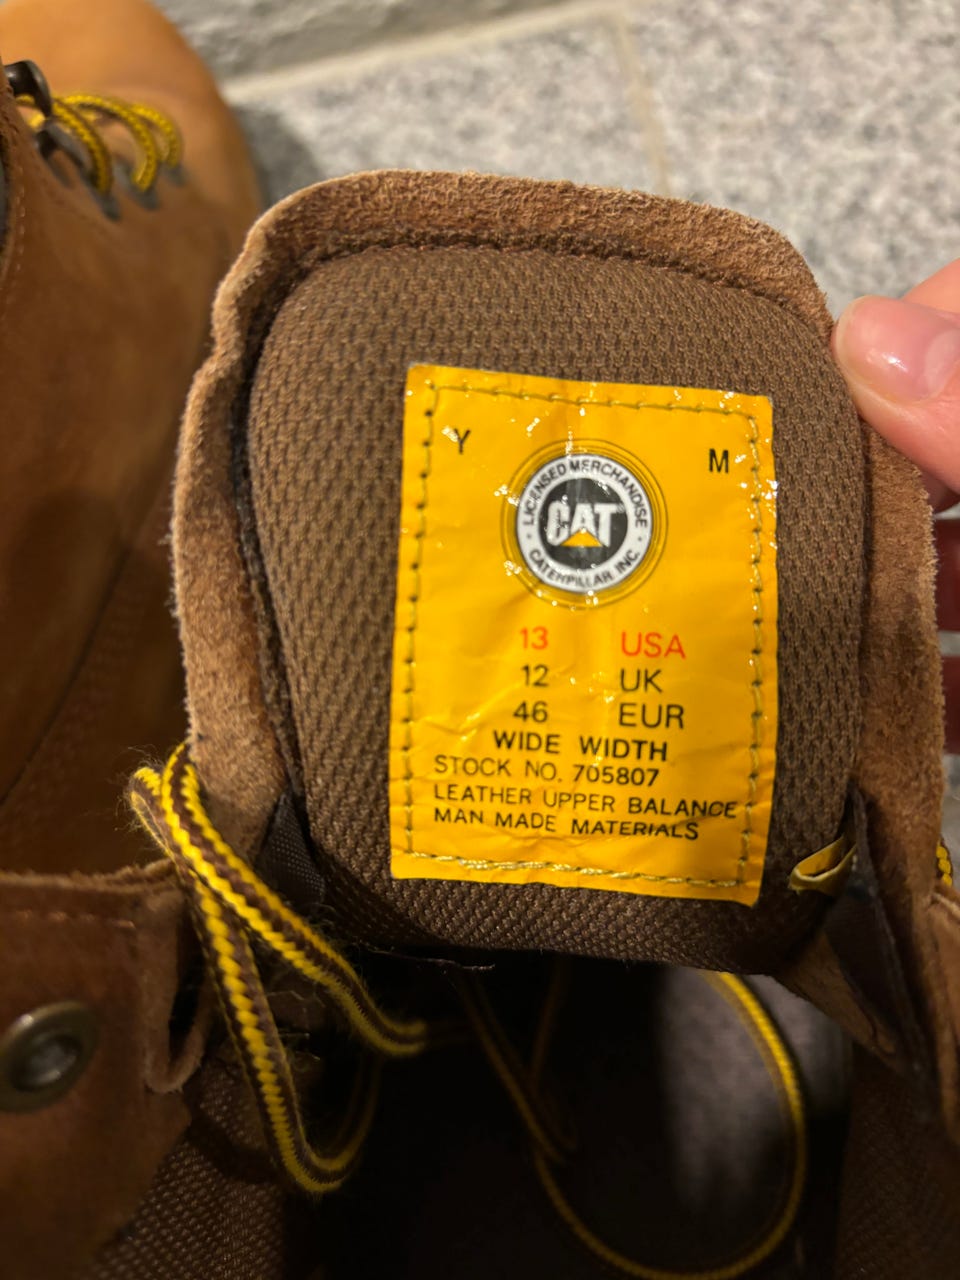 Y M
LICENSED MERCHANDISE
CAT
CATERPILLAR INC.
13 USA
12 UK
46 EUR
WIDE WIDTH
STOCK NO. 705807
LEATHER UPPER BALANCE
MAN MADE MATERIALS